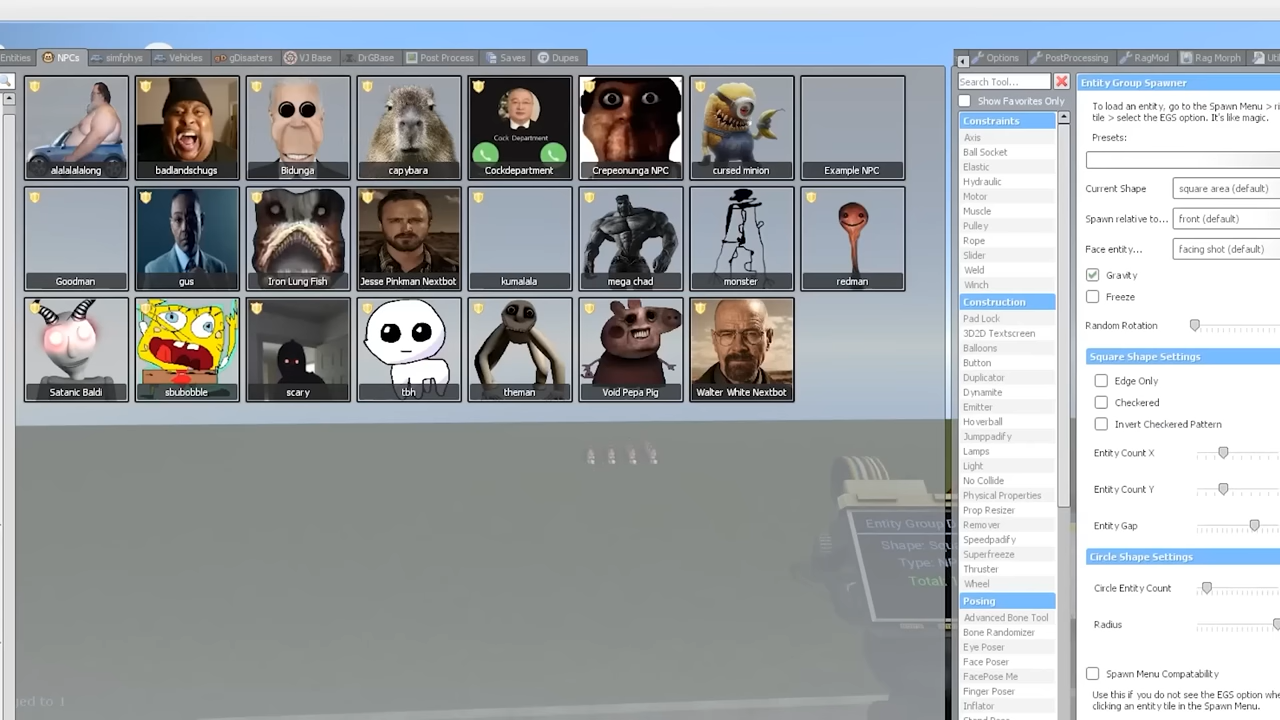 Entities
NPCs
simfphys
Vehicles
gDisasters
VJ Base
DrGBase
Post Process
Saves
Dupes
alalalalalong
badlandschugs
Bidunga
capybara
Cock Department
Cockdepartment
Crepeonunga NPC
cursed minion
Example NPC
Goodman
gus
Iron Lung Fish
Jesse Pinkman Nextbot
kumalala
mega chad
monster
redman
Satanic Baldi
sbubobble
scary
tbh
theman
Void Pepa Pig
Walter White Nextbot
Entity Group D
Shape: Squ
Type: NP
Total:
ged to 1
Options
PostProcessing
RagMod
Rag Morph
Search Tool...
Show Favorites Only
Constraints
Axis
Ball Socket
Elastic
Hydraulic
Motor
Muscle
Pulley
Rope
Slider
Weld
Winch
Construction
Pad Lock
3D2D Textscreen
Balloons
Button
Duplicator
Dynamite
Emitter
Hoverball
Jumppadify
Lamps
Light
No Collide
Physical Properties
Prop Resizer
Remover
Speedpadify
Superfreeze
Thruster
Wheel
Posing
Advanced Bone Tool
Bone Randomizer
Eye Poser
Face Poser
FacePose Me
Finger Poser
Inflator
Entity Group Spawner
To load an entity, go to the Spawn Menu > ri
tile > select the EGS option. It's like magic.
Presets:
Current Shape
square area (default)
Spawn relative to...
front (default)
Face entity...
facing shot (default)
Gravity
Freeze
Random Rotation
Square Shape Settings
Edge Only
Checkered
Invert Checkered Pattern
Entity Count X
Entity Count Y
Entity Gap
Circle Shape Settings
Circle Entity Count
Radius
Spawn Menu Compatability
Use this if you do not see the EGS option whe
clicking an entity tile in the Spawn Menu.